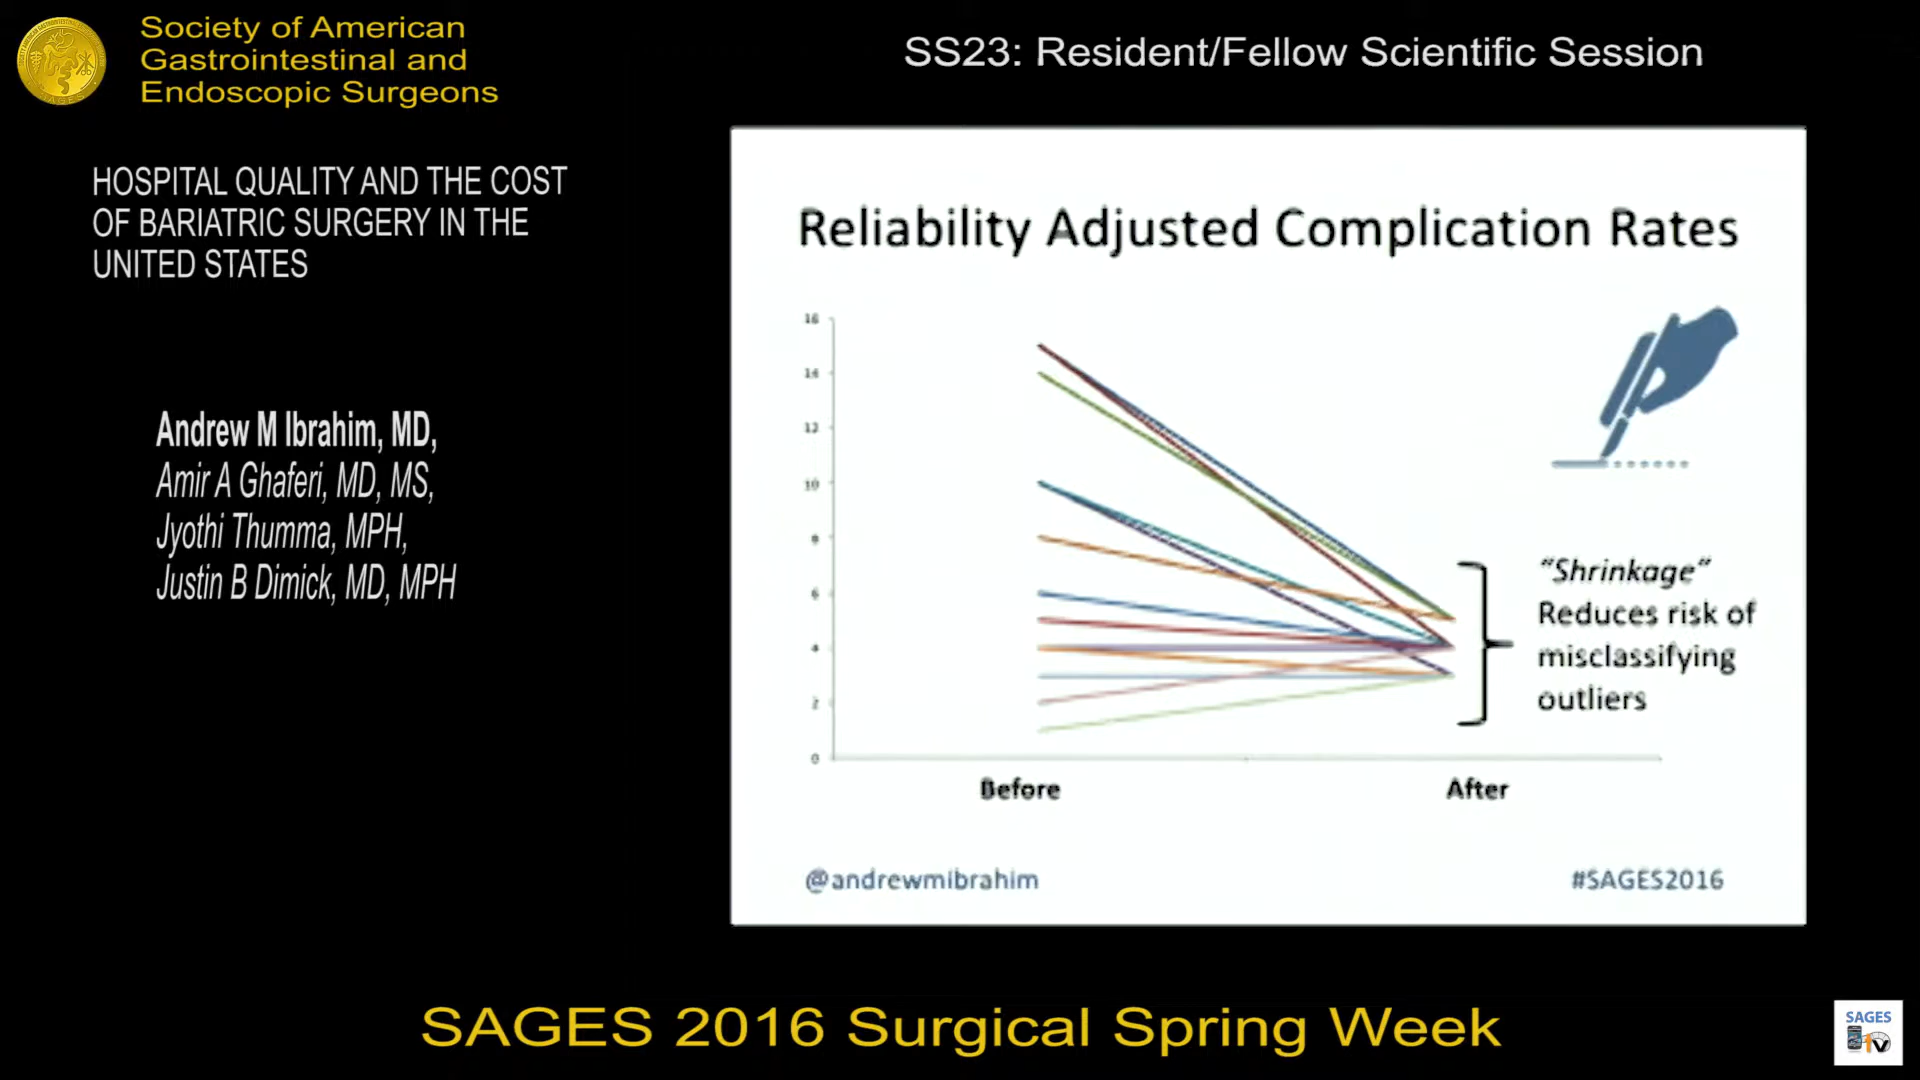 Society of American
Gastrointestinal and
Endoscopic Surgeons
SS23: Resident/Fellow Scientific Session
HOSPITAL QUALITY AND THE COST
OF BARIATRIC SURGERY IN THE
UNITED STATES
Andrew M Ibrahim, MD,
Amir A Ghaferi, MD, MS,
Jyothi Thumma, MPH,
Justin B Dimick, MD, MPH
Reliability Adjusted Complication Rates
16
14
12
10
8
6
4
2
0
Before
After
"Shrinkage"
Reduces risk of
misclassifying
outliers
@andrewmibrahim
#SAGES2016
SAGES 2016 Surgical Spring Week
SAGES
TV